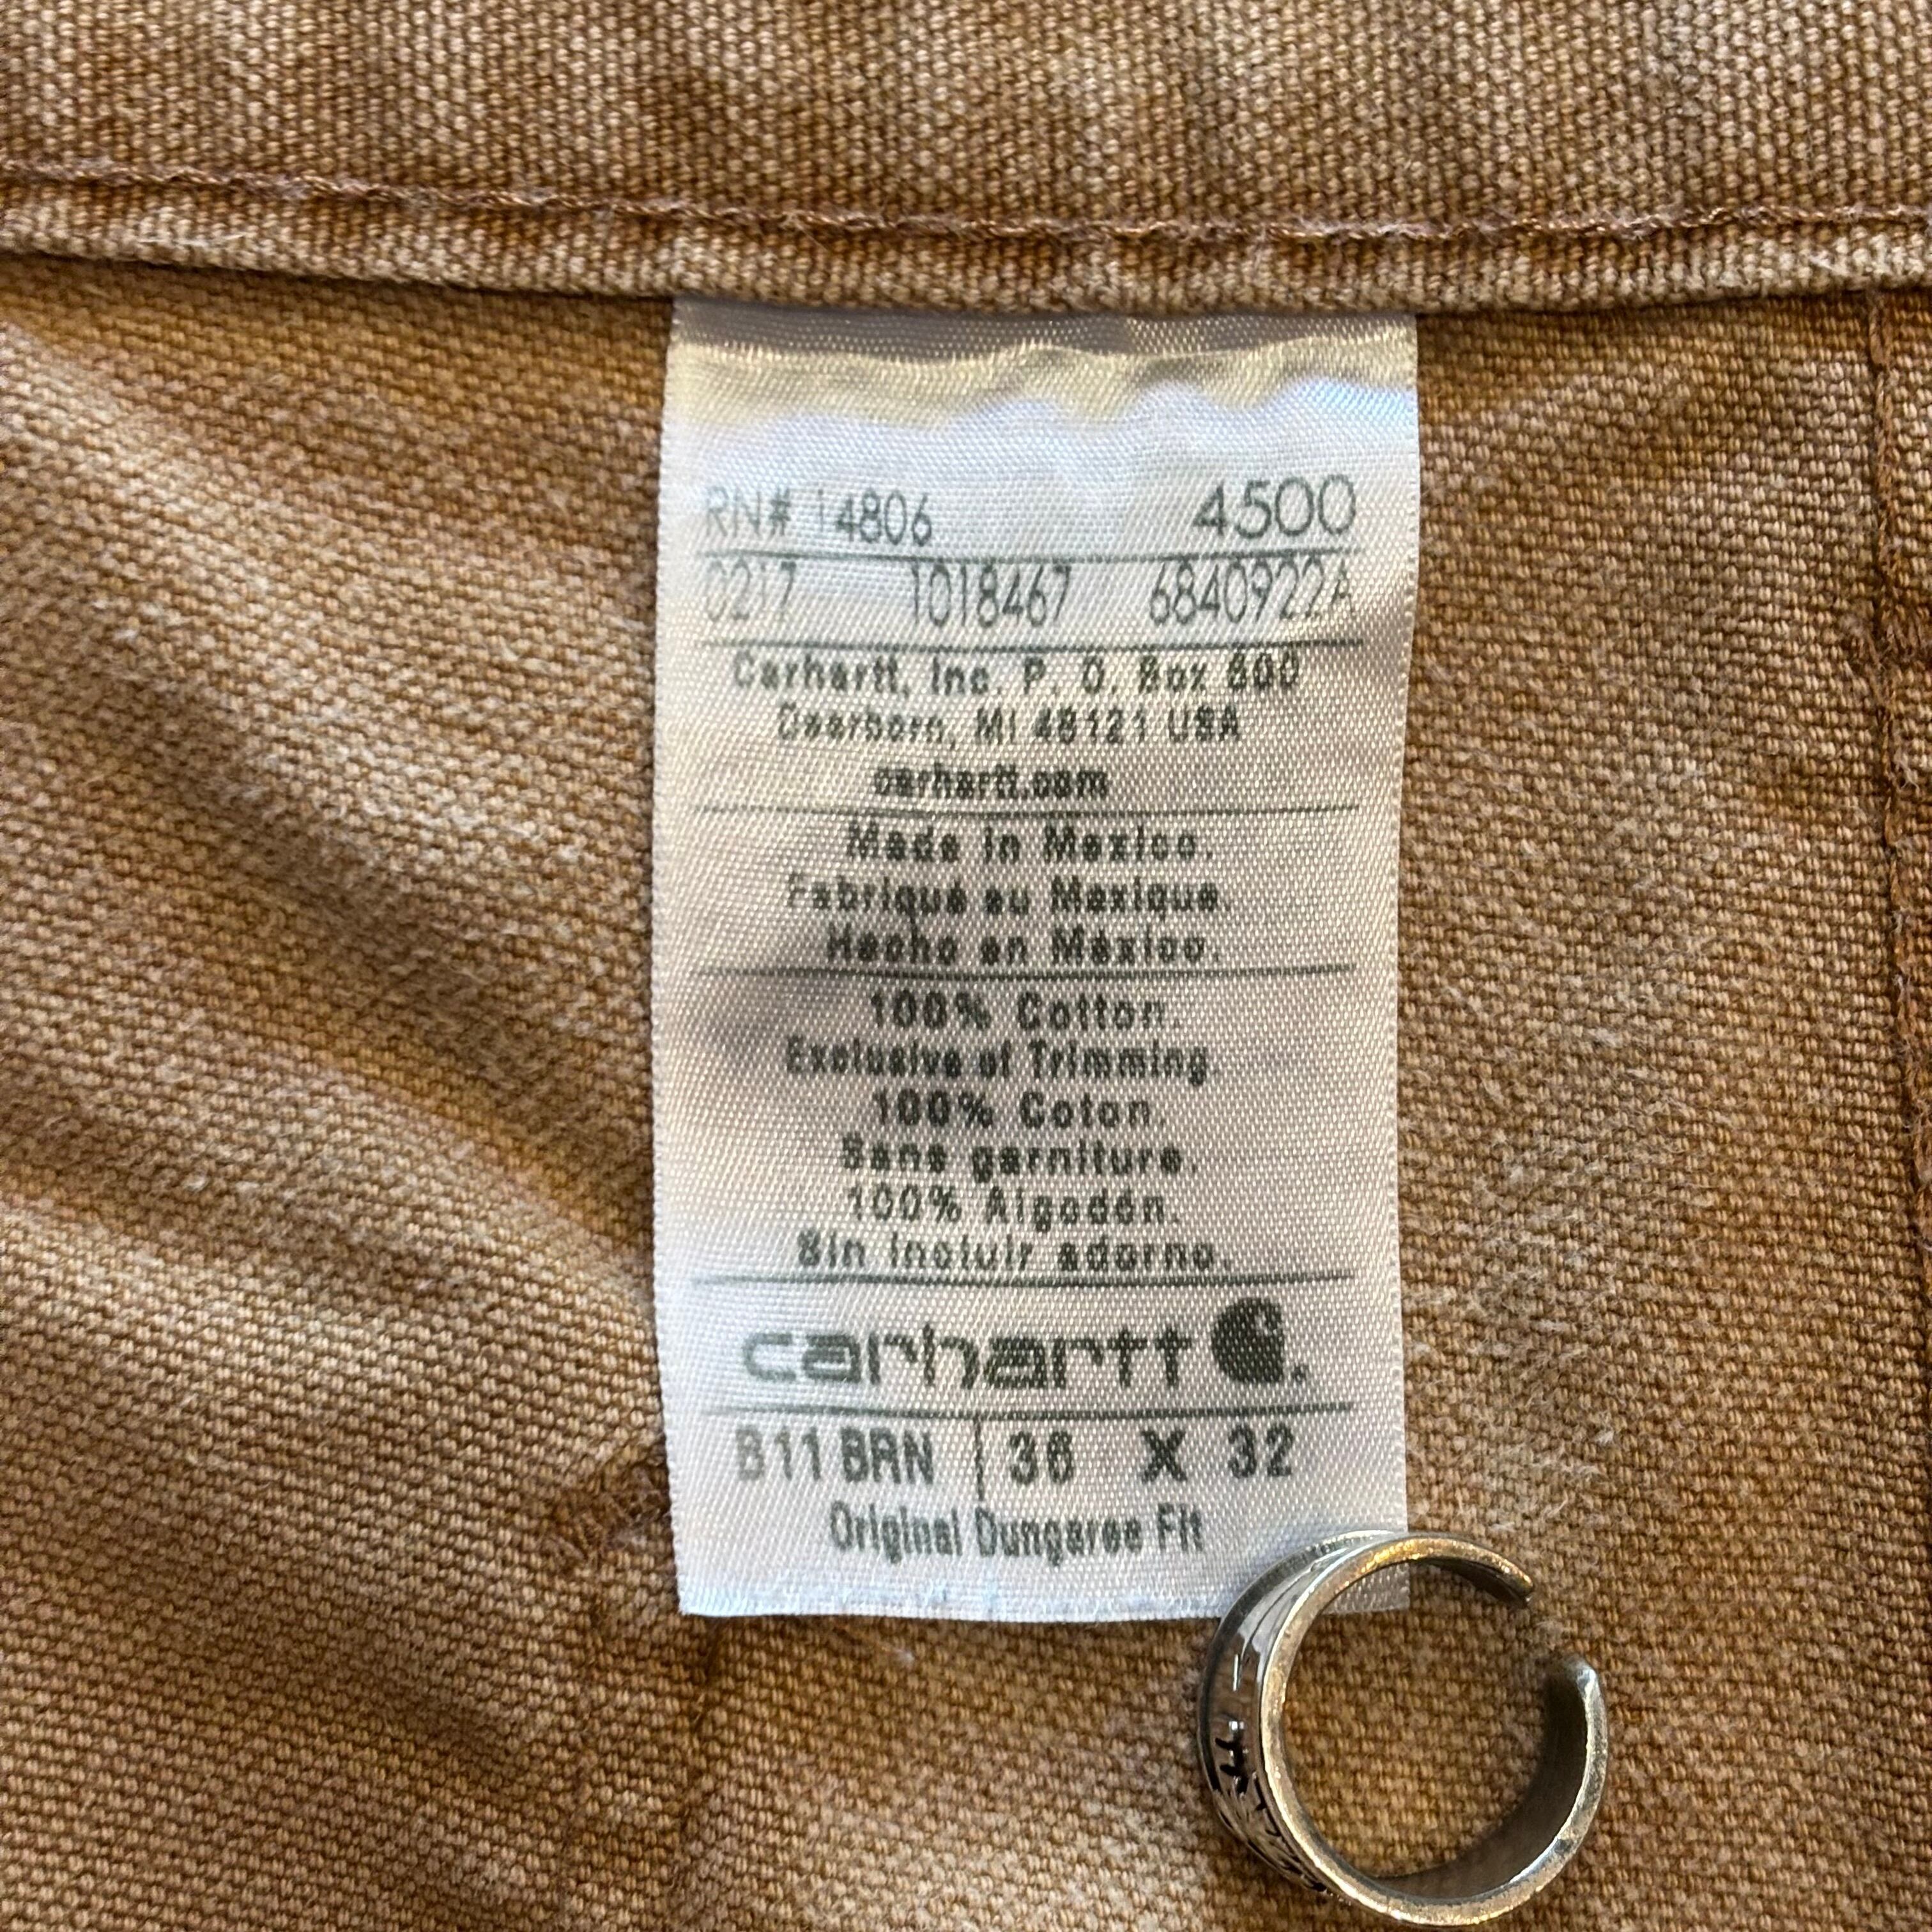 RN# 14806 4500
0217 1018467 6840922A
Carhartt, Inc. P. O. Box 600
Dearborn, MI 48121 USA
carhartt.com
Made in Mexico.
Fabriqué au Mexique.
Hecho en México.
100% Cotton.
Exclusive of Trimming
100% Coton.
Sans garniture.
100% Algodón.
Sin incluir adorno.
carhartt
B11 BRN 36 X 32
Original Dungaree Fit